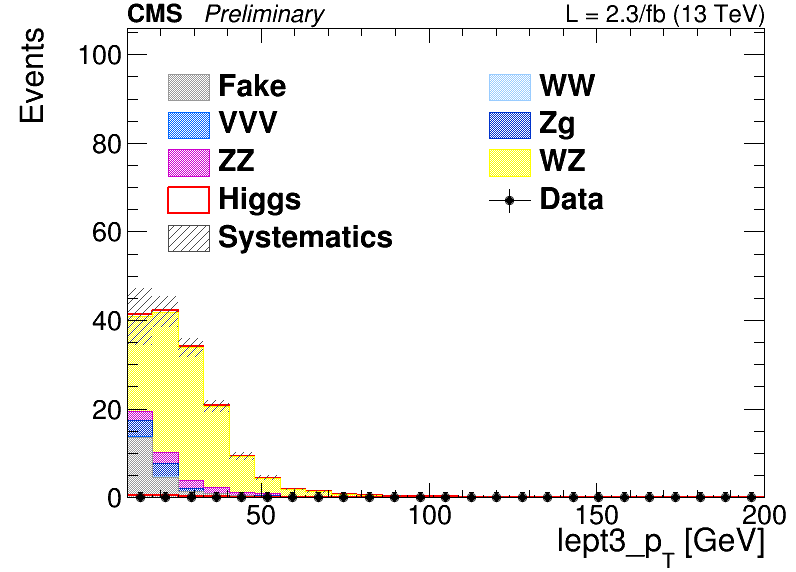 CMS Preliminary L = 2.3/fb (13 TeV)
Events
100
80
60
40
20
0
Fake WW
VVV Zg
ZZ WZ
Higgs Data
Systematics
50 100 150 200
lept3_p_T [GeV]